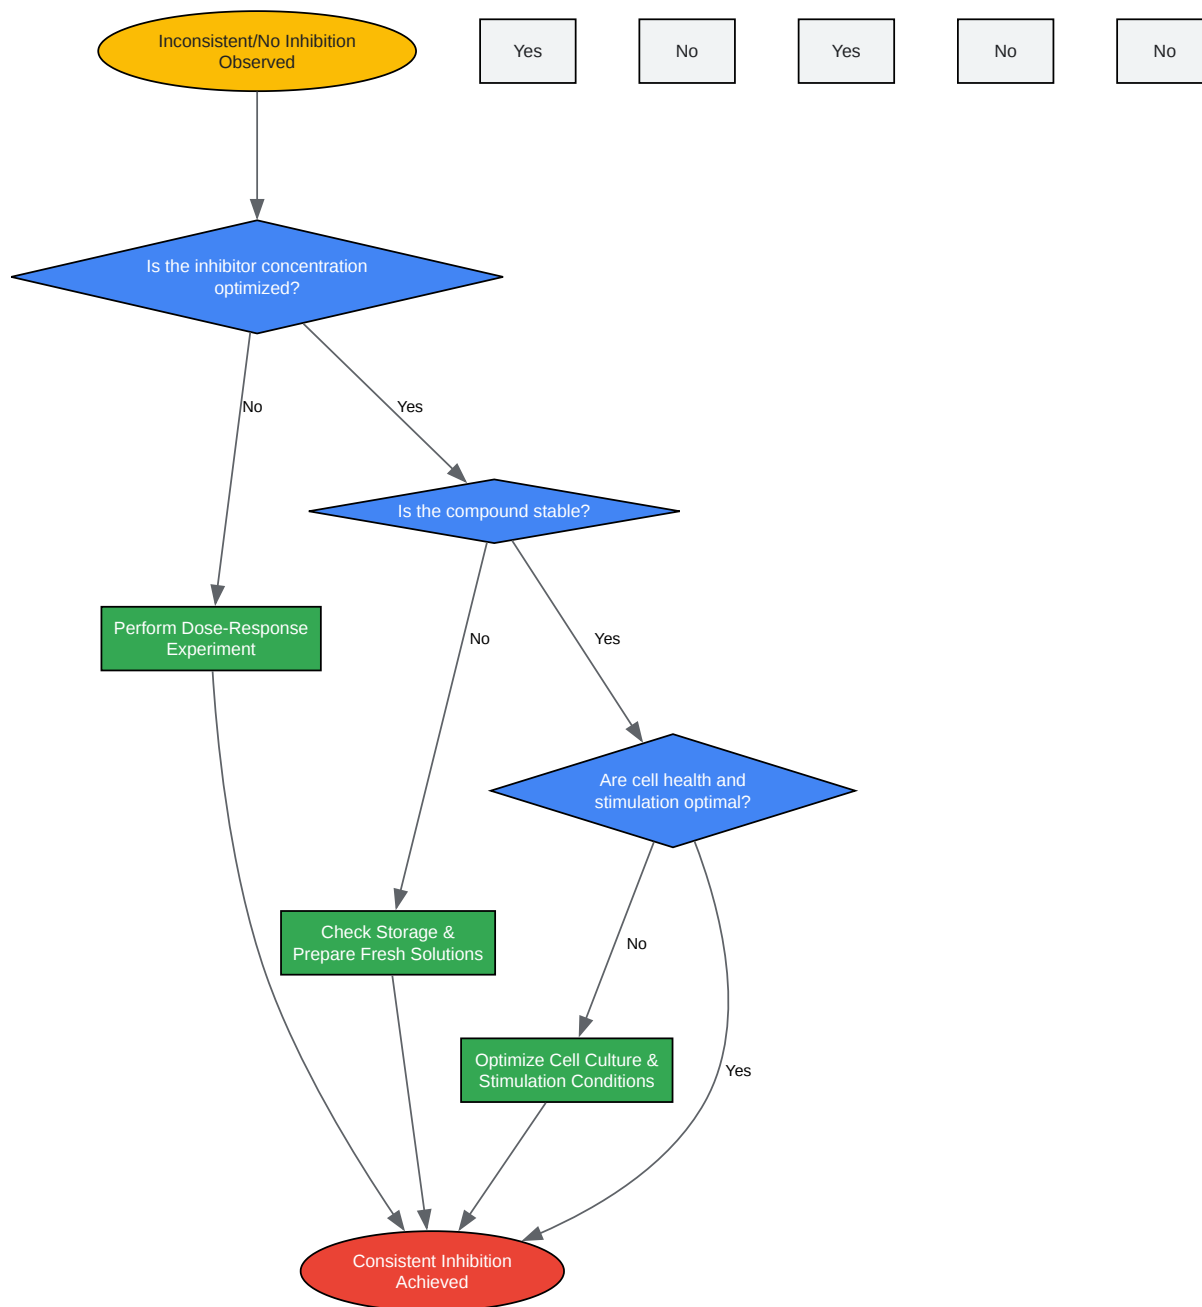 Inconsistent/No Inhibition
Observed
Yes
No
Yes
No
No
Is the inhibitor concentration
optimized?
No
Yes
Is the compound stable?
Perform Dose-Response
Experiment
No
Yes
Are cell health and
stimulation optimal?
Check Storage &
Prepare Fresh Solutions
No
Optimize Cell Culture &
Stimulation Conditions
Yes
Consistent Inhibition
Achieved